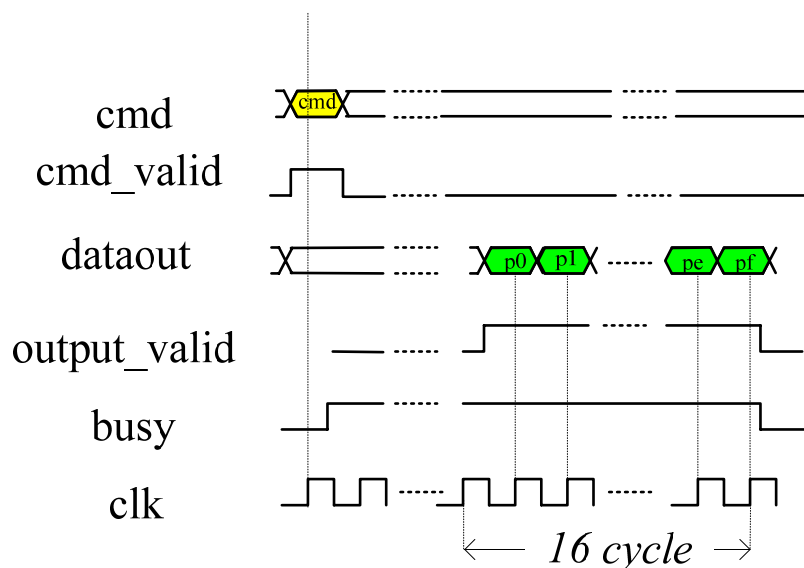 cmd
cmd
cmd_valid
dataout
p0
p1
pe
pf
output_valid
busy
clk
16 cycle